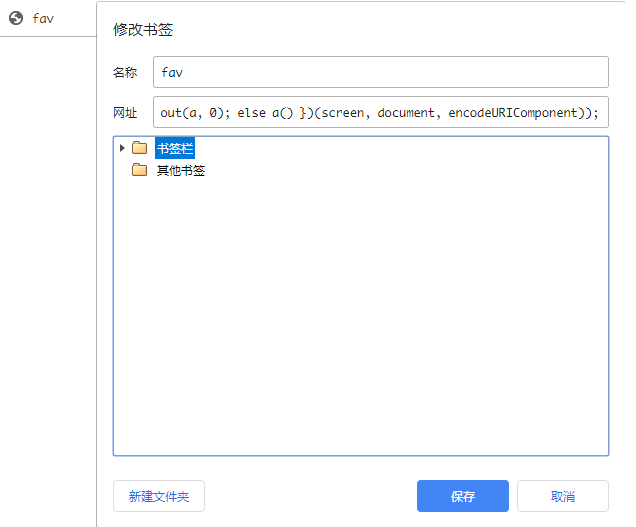 fav
修改书签
名称 fav
网址 out(a, 0); else a() })(screen, document, encodeURIComponent));
书签栏
其他书签
新建文件夹 保存 取消